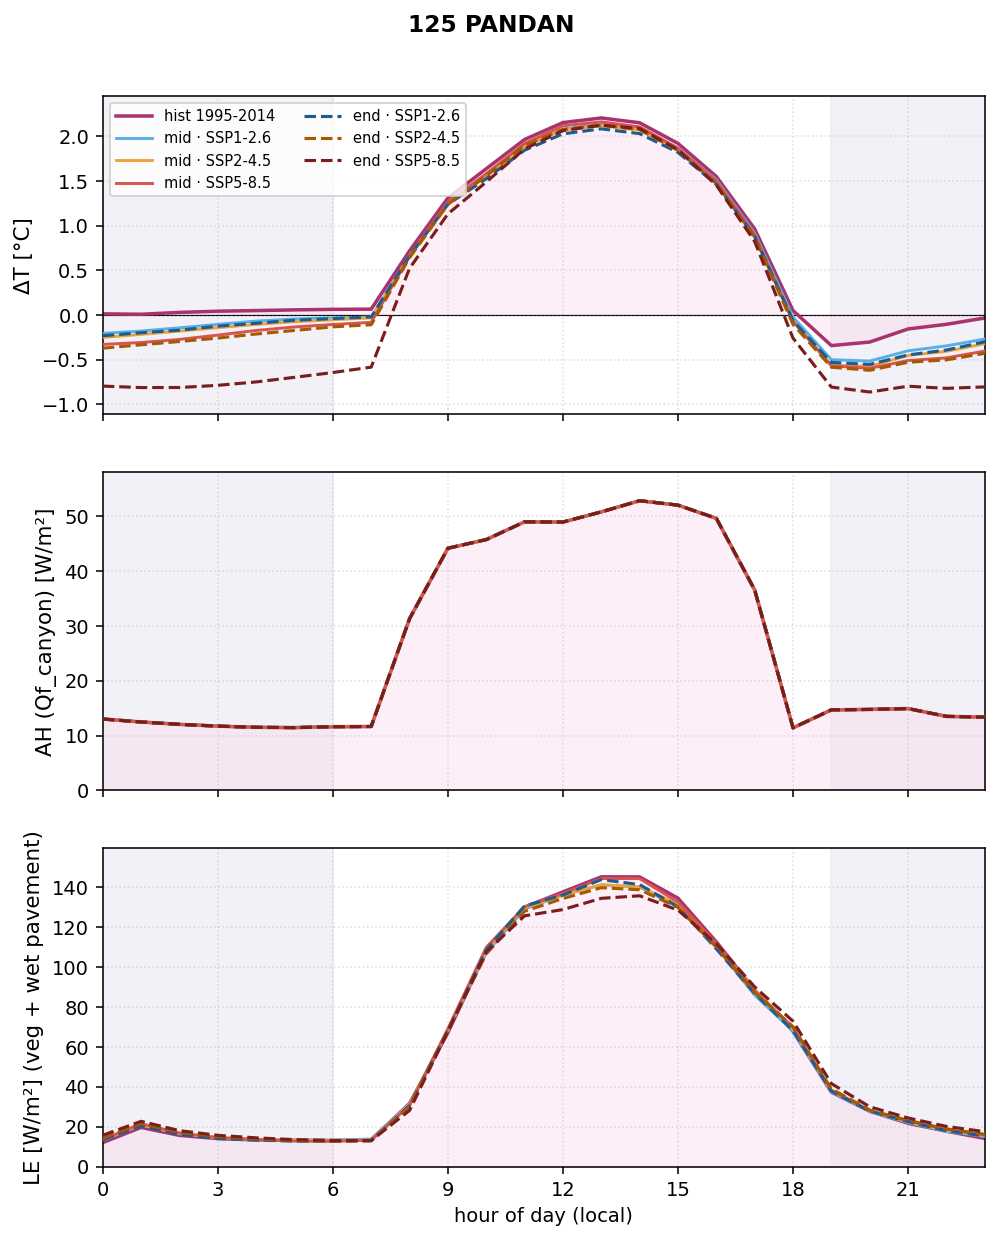 125 PANDAN
hist 1995-2014
mid · SSP1-2.6
mid · SSP2-4.5
mid · SSP5-8.5
end · SSP1-2.6
end · SSP2-4.5
end · SSP5-8.5
ΔT [°C]
2.0
1.5
1.0
0.5
0.0
−0.5
−1.0
AH (Qf_canyon) [W/m²]
50
40
30
20
10
0
LE [W/m²] (veg + wet pavement)
140
120
100
80
60
40
20
0
0 3 6 9 12 15 18 21
hour of day (local)